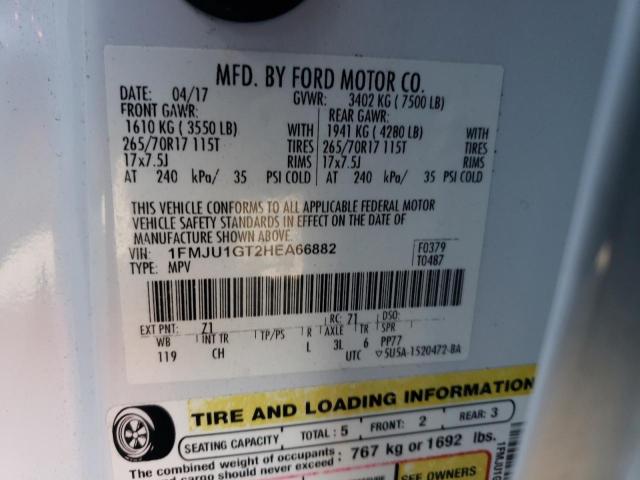 MFD. BY FORD MOTOR CO.
DATE: 04/17 GVWR: 3402 KG ( 7500 LB)
FRONT GAWR: REAR GAWR:
1610 KG ( 3550 LB) WITH 1941 KG ( 4280 LB) WITH
265/70R17 115T TIRES 265/70R17 115T TIRES
17x7.5J RIMS 17x7.5J RIMS
AT 240 kPa/ 35 PSI COLD AT 240 kPa/ 35 PSI COLD
THIS VEHICLE CONFORMS TO ALL APPLICABLE FEDERAL MOTOR
VEHICLE SAFETY STANDARDS IN EFFECT ON THE DATE OF
MANUFACTURE SHOWN ABOVE.
VIN: 1FMJU1GT2HEA66882 F0379
TYPE: MPV T0487
EXT PNT: Z1 RC: Z1 DSO:
WB INT TR TP/PS R AXLE TR SPR
119 CH L 3L 6 PP77
UTC ▽5U5A-1520472-BA
TIRE AND LOADING INFORMATION
SEATING CAPACITY TOTAL: 5 FRONT: 2 REAR: 3
The combined weight of occupants
and cargo should never exceed: 767 kg or 1692 lbs.
SEE OWNERS